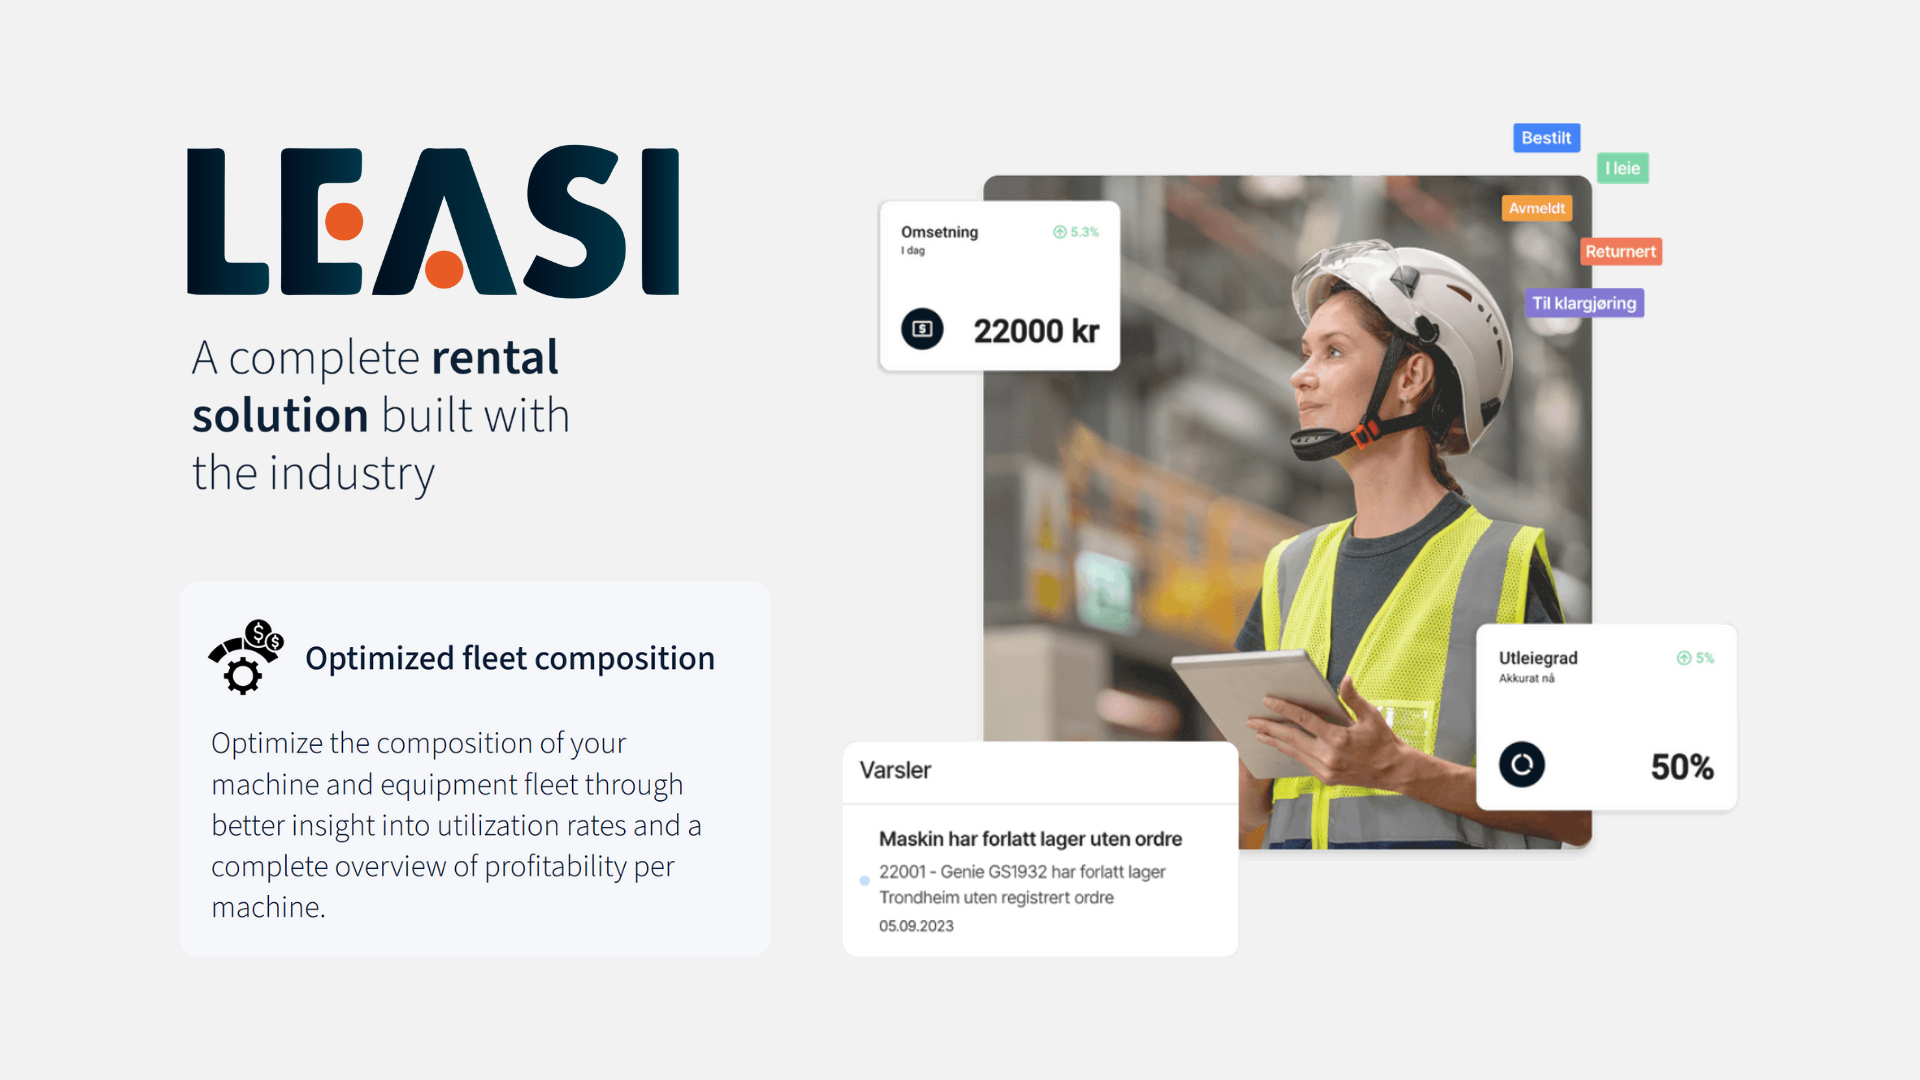 LEASI
A complete rental
solution built with
the industry
Optimized fleet composition
Optimize the composition of your
machine and equipment fleet through
better insight into utilization rates and a
complete overview of profitability per
machine.
Omsetning
5.3%
I dag
22000 kr
Bestilt
I leie
Avmeldt
Returnert
Til klargjøring
Utleiegrad
5%
Akkurat nå
50%
Varsler
Maskin har forlatt lager uten ordre
22001 - Genie GS1932 har forlatt lager
Trondheim uten registrert ordre
05.09.2023